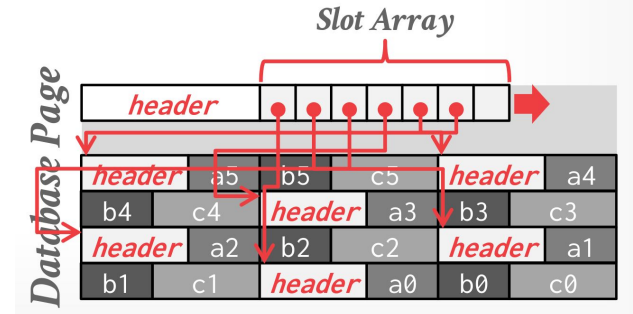 Slot Array
Database Page
header
header a5 b5 c5 header a4
b4 c4 header a3 b3 c3
header a2 b2 c2 header a1
b1 c1 header a0 b0 c0